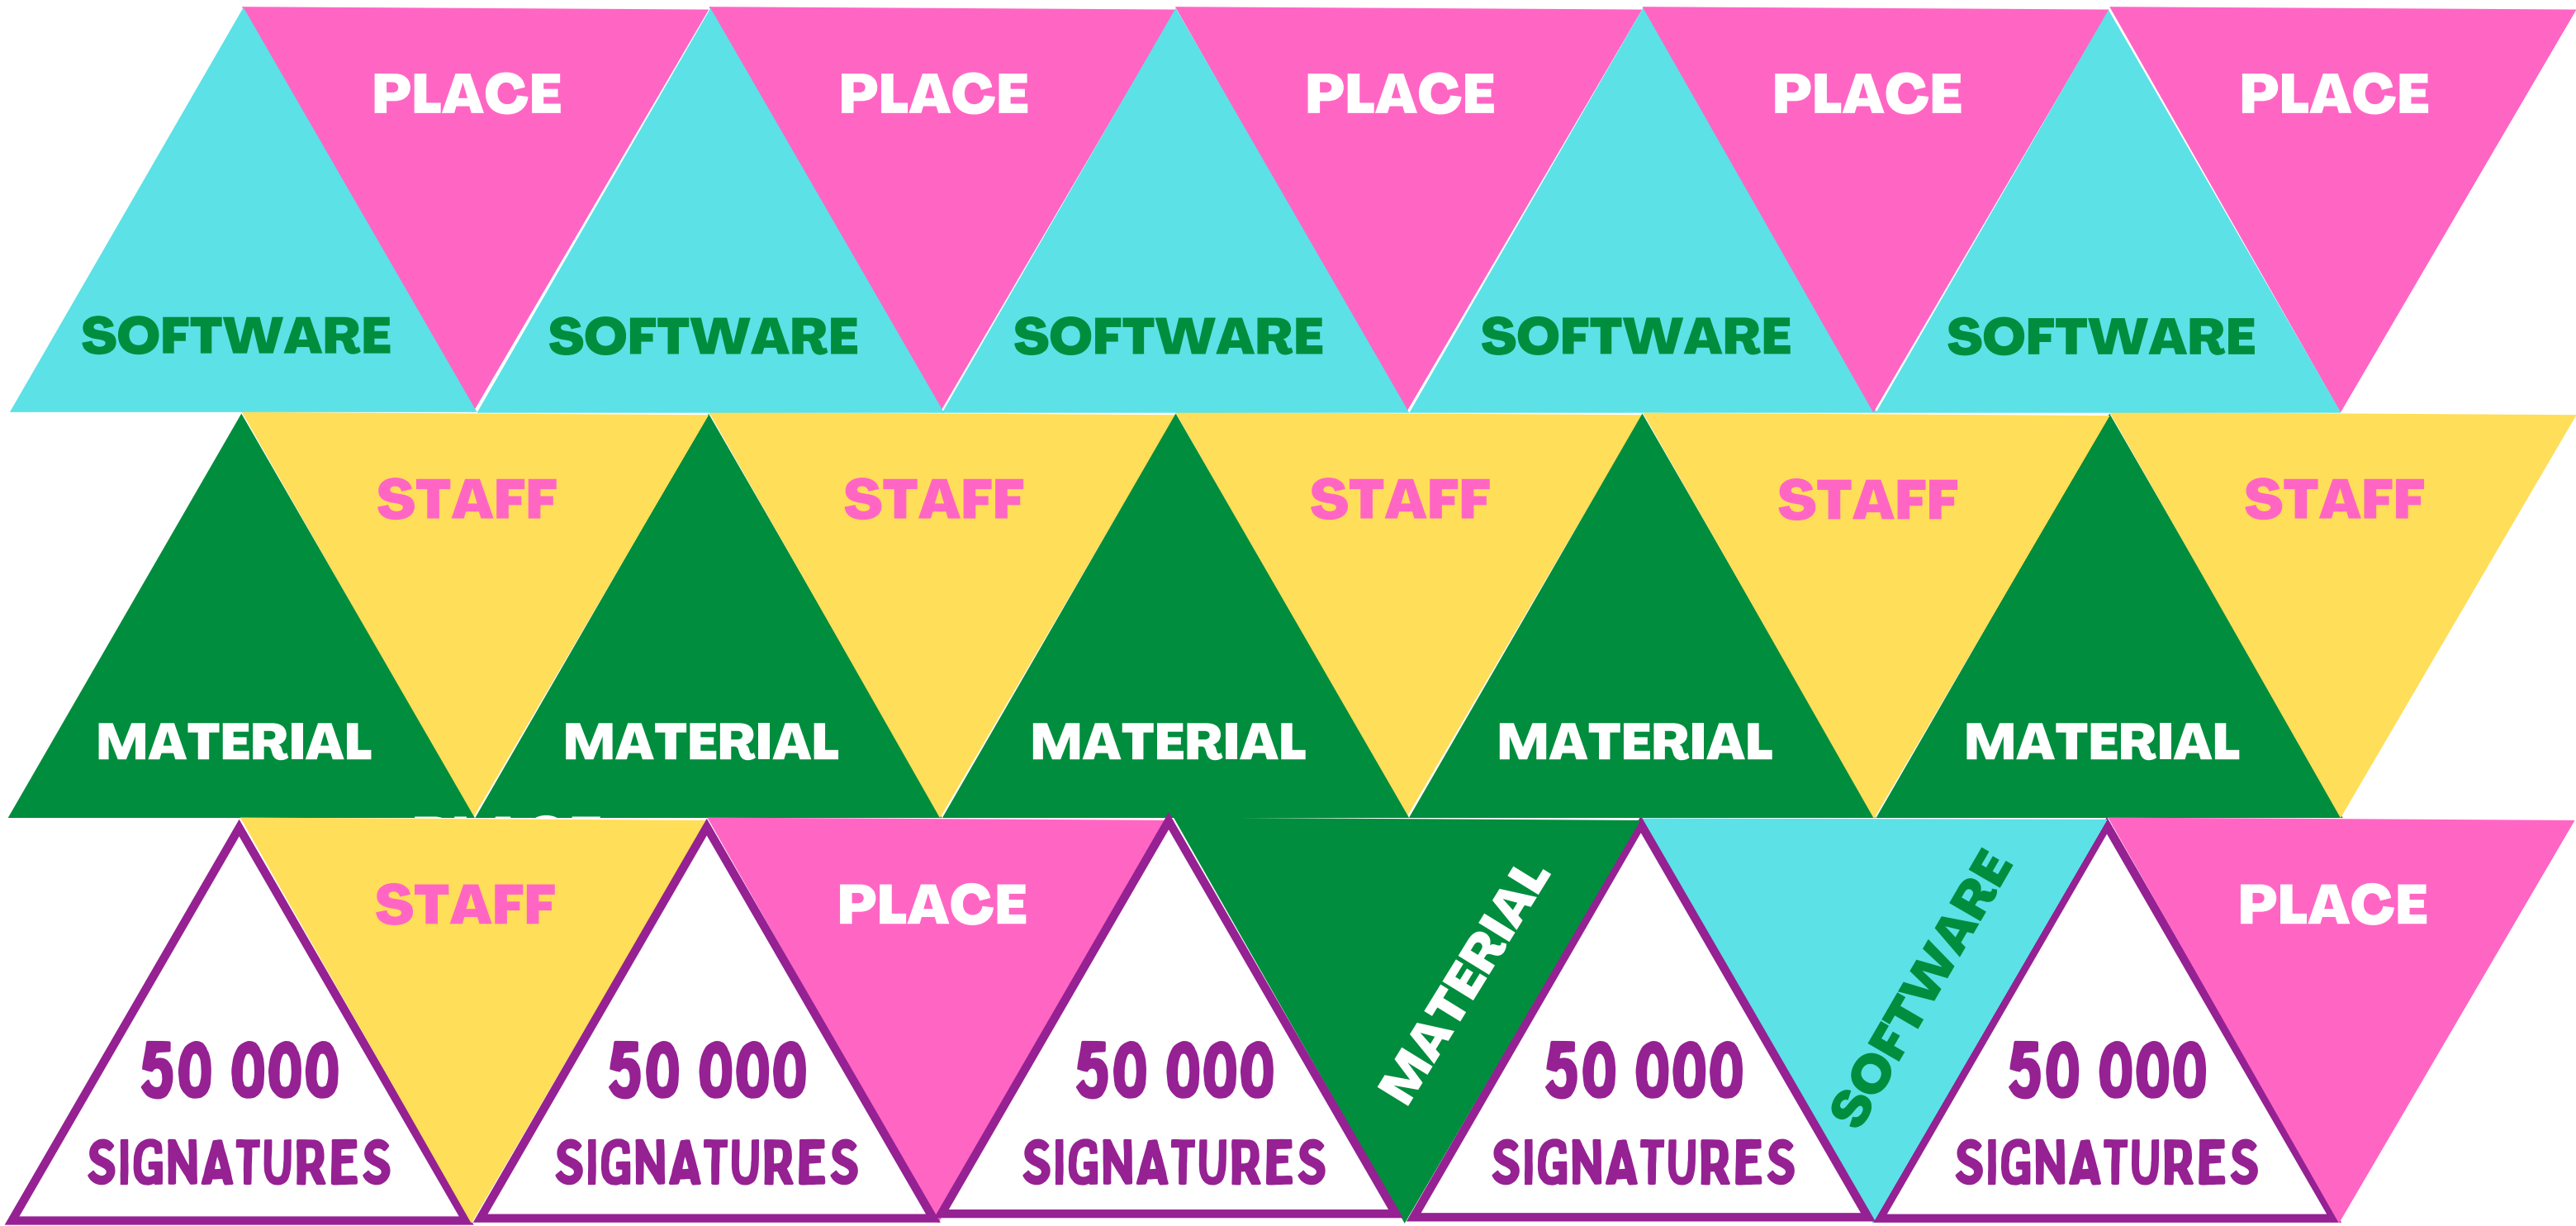 PLACE PLACE PLACE PLACE PLACE
SOFTWARE SOFTWARE SOFTWARE SOFTWARE SOFTWARE
STAFF STAFF STAFF STAFF STAFF
MATERIAL MATERIAL MATERIAL MATERIAL MATERIAL
STAFF PLACE MATERIAL SOFTWARE PLACE
50 000 50 000 50 000 50 000 50 000
SIGNATURES SIGNATURES SIGNATURES SIGNATURES SIGNATURES